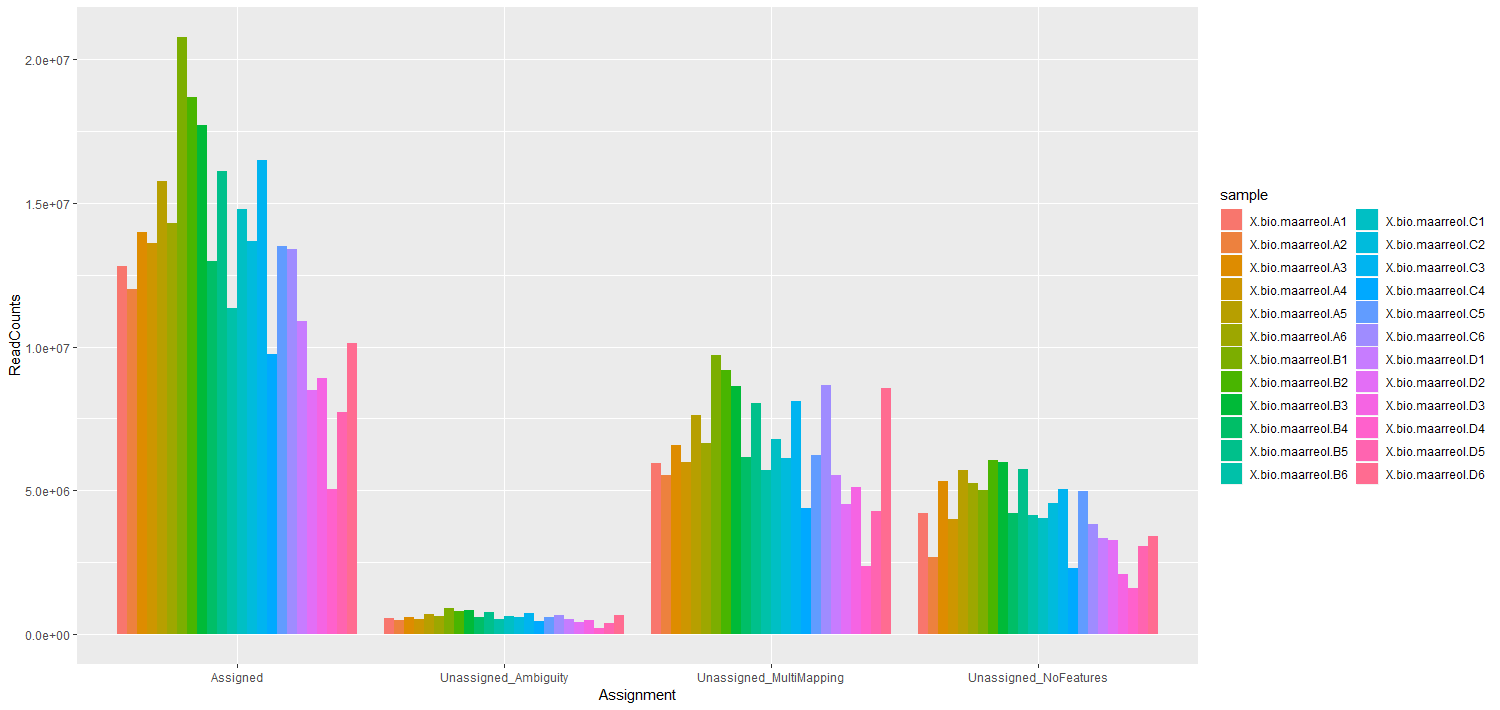 ReadCounts
2.0e+07
1.5e+07
1.0e+07
5.0e+06
0.0e+00
Assigned
Unassigned_Ambiguity
Unassigned_MultiMapping
Unassigned_NoFeatures
Assignment
sample
X.bio.maarreol.A1
X.bio.maarreol.A2
X.bio.maarreol.A3
X.bio.maarreol.A4
X.bio.maarreol.A5
X.bio.maarreol.A6
X.bio.maarreol.B1
X.bio.maarreol.B2
X.bio.maarreol.B3
X.bio.maarreol.B4
X.bio.maarreol.B5
X.bio.maarreol.B6
X.bio.maarreol.C1
X.bio.maarreol.C2
X.bio.maarreol.C3
X.bio.maarreol.C4
X.bio.maarreol.C5
X.bio.maarreol.C6
X.bio.maarreol.D1
X.bio.maarreol.D2
X.bio.maarreol.D3
X.bio.maarreol.D4
X.bio.maarreol.D5
X.bio.maarreol.D6